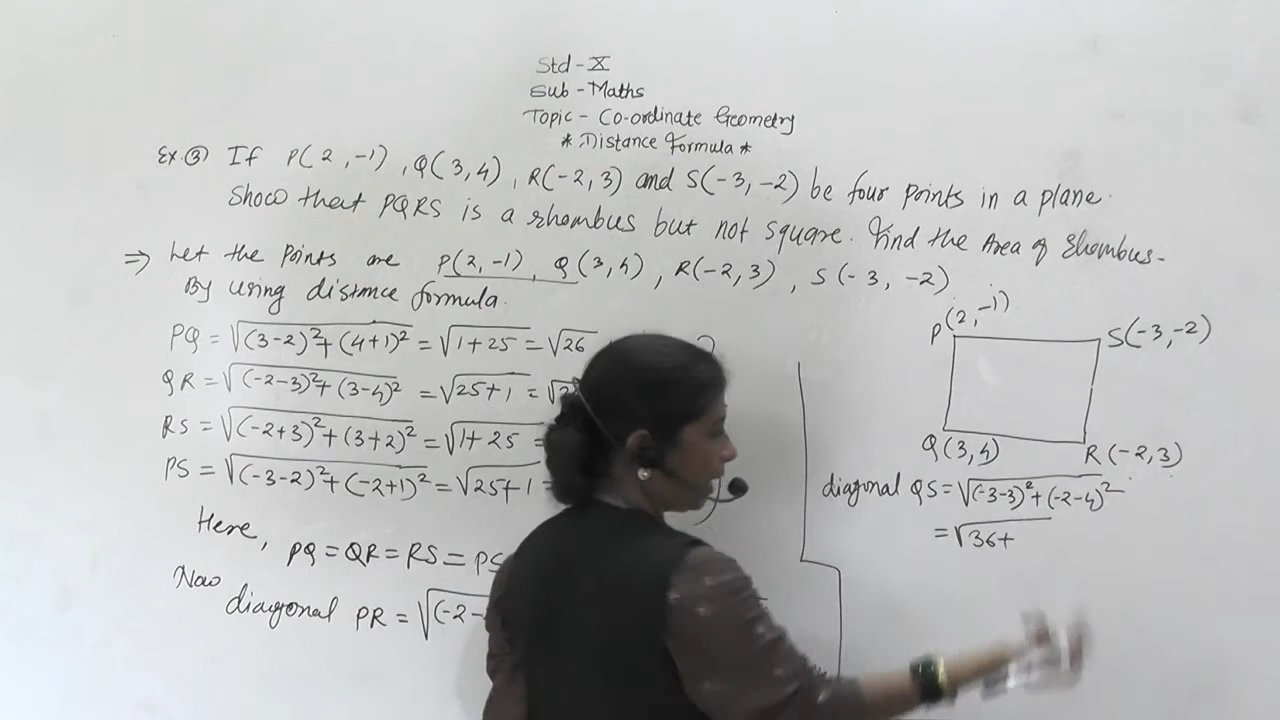 Std - X
Sub - Maths
Topic - Co-ordinate Geometry
* Distance Formula *
Ex. ③ If P(2, -1), Q(3, 4), R(-2, 3) and S(-3, -2) be four points in a plane.
Show that PQRS is a rhombus but not square. Find the Area of Rhombus.
⇒ Let the points are P(2, -1), Q(3, 4), R(-2, 3), S(-3, -2)
By using distance formula.
PQ = √(3-2)²+(4+1)² = √1+25 = √26
QR = √(-2-3)²+(3-4)² = √25+1 = √2
RS = √(-2+3)²+(3+2)² = √1+25 =
PS = √(-3-2)²+(-2+1)² = √25+1 =
Here, PQ = QR = RS = PS
Now diagonal PR = √(-2-
P(2, -1)
S(-3, -2)
Q(3, 4)
R(-2, 3)
diagonal QS = √(-3-3)²+(-2-4)²
= √36+